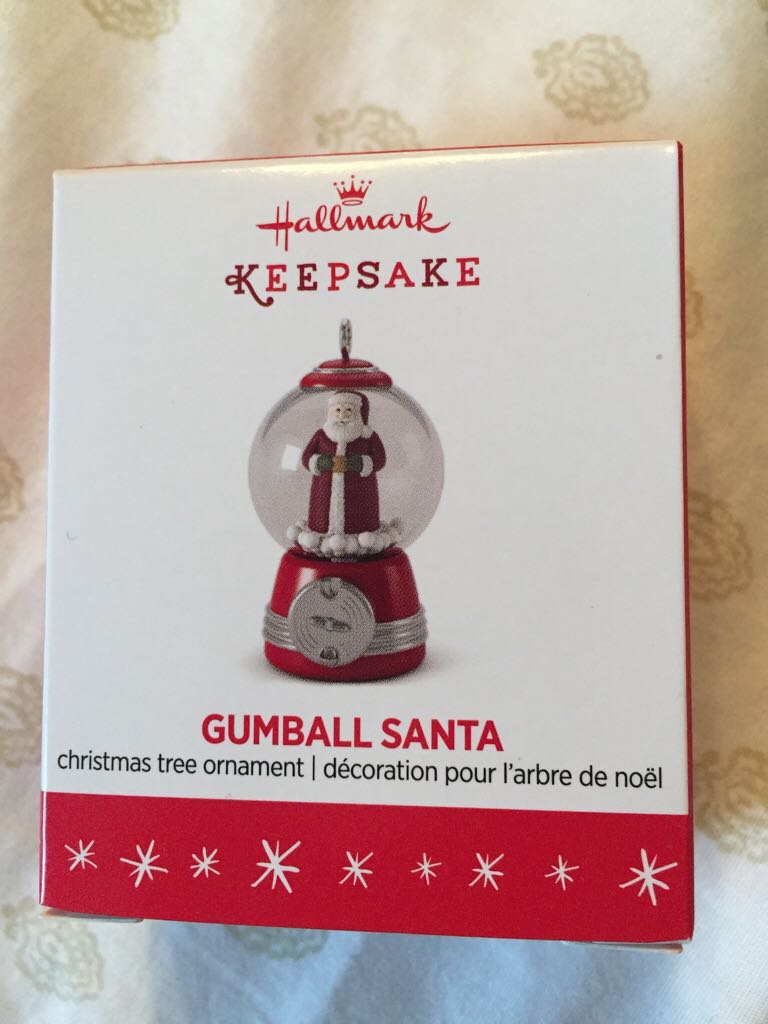 Hallmark
KEEPSAKE
GUMBALL SANTA
christmas tree ornament | décoration pour l'arbre de noël